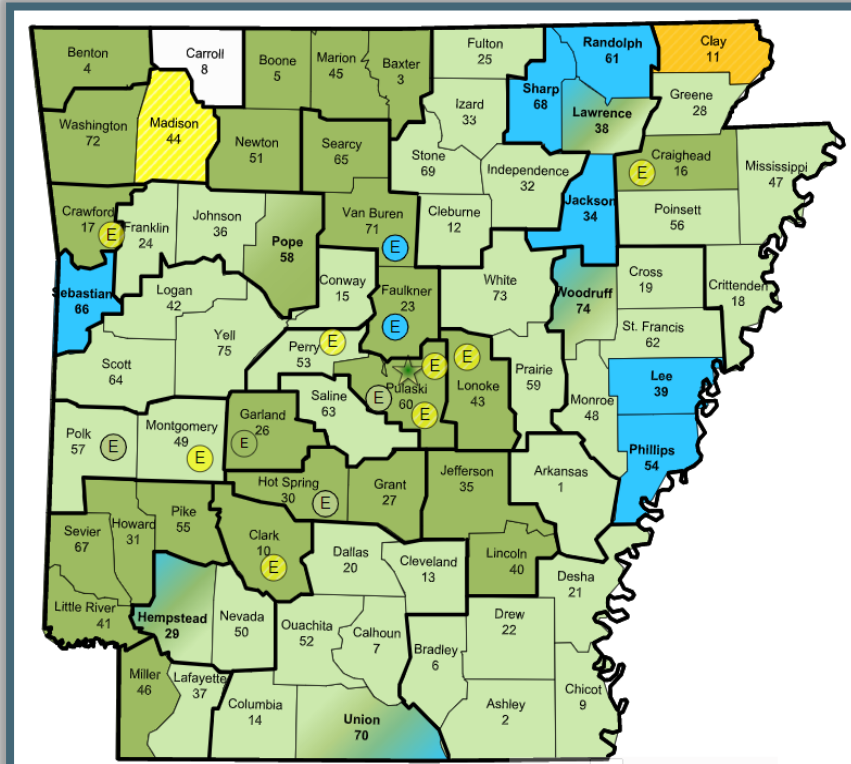 Benton
4
Carroll
8
Boone
5
Marion
45
Baxter
3
Fulton
25
Randolph
61
Clay
11
Sharp
68
Izard
33
Lawrence
38
Greene
28
Washington
72
Madison
44
Newton
51
Searcy
65
Stone
69
Independence
32
Craighead
16
E
Mississippi
47
Crawford
17
E
Franklin
24
Johnson
36
Pope
58
Van Buren
71
E
Cleburne
12
Jackson
34
Poinsett
56
Sebastian
66
Logan
42
Conway
15
Faulkner
23
E
White
73
Woodruff
74
Cross
19
Crittenden
18
St. Francis
62
Scott
64
Yell
75
Perry
53
E
Pulaski
60
E
E
E
Lonoke
43
E
Prairie
59
Monroe
48
Lee
39
Saline
63
Polk
57
E
Montgomery
49
E
Garland
26
E
Phillips
54
Hot Spring
30
E
Grant
27
Jefferson
35
Arkansas
1
Sevier
67
Howard
31
Pike
55
Clark
10
E
Dallas
20
Cleveland
13
Lincoln
40
Desha
21
Little River
41
Hempstead
29
Nevada
50
Ouachita
52
Calhoun
7
Bradley
6
Drew
22
Miller
46
Lafayette
37
Columbia
14
Union
70
Ashley
2
Chicot
9